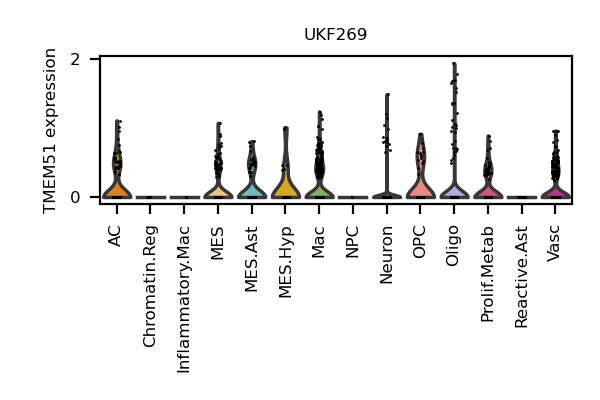 UKF269
TMEM51 expression
2
0
AC
Chromatin.Reg
Inflammatory.Mac
MES
MES.Ast
MES.Hyp
Mac
NPC
Neuron
OPC
Oligo
Prolif.Metab
Reactive.Ast
Vasc